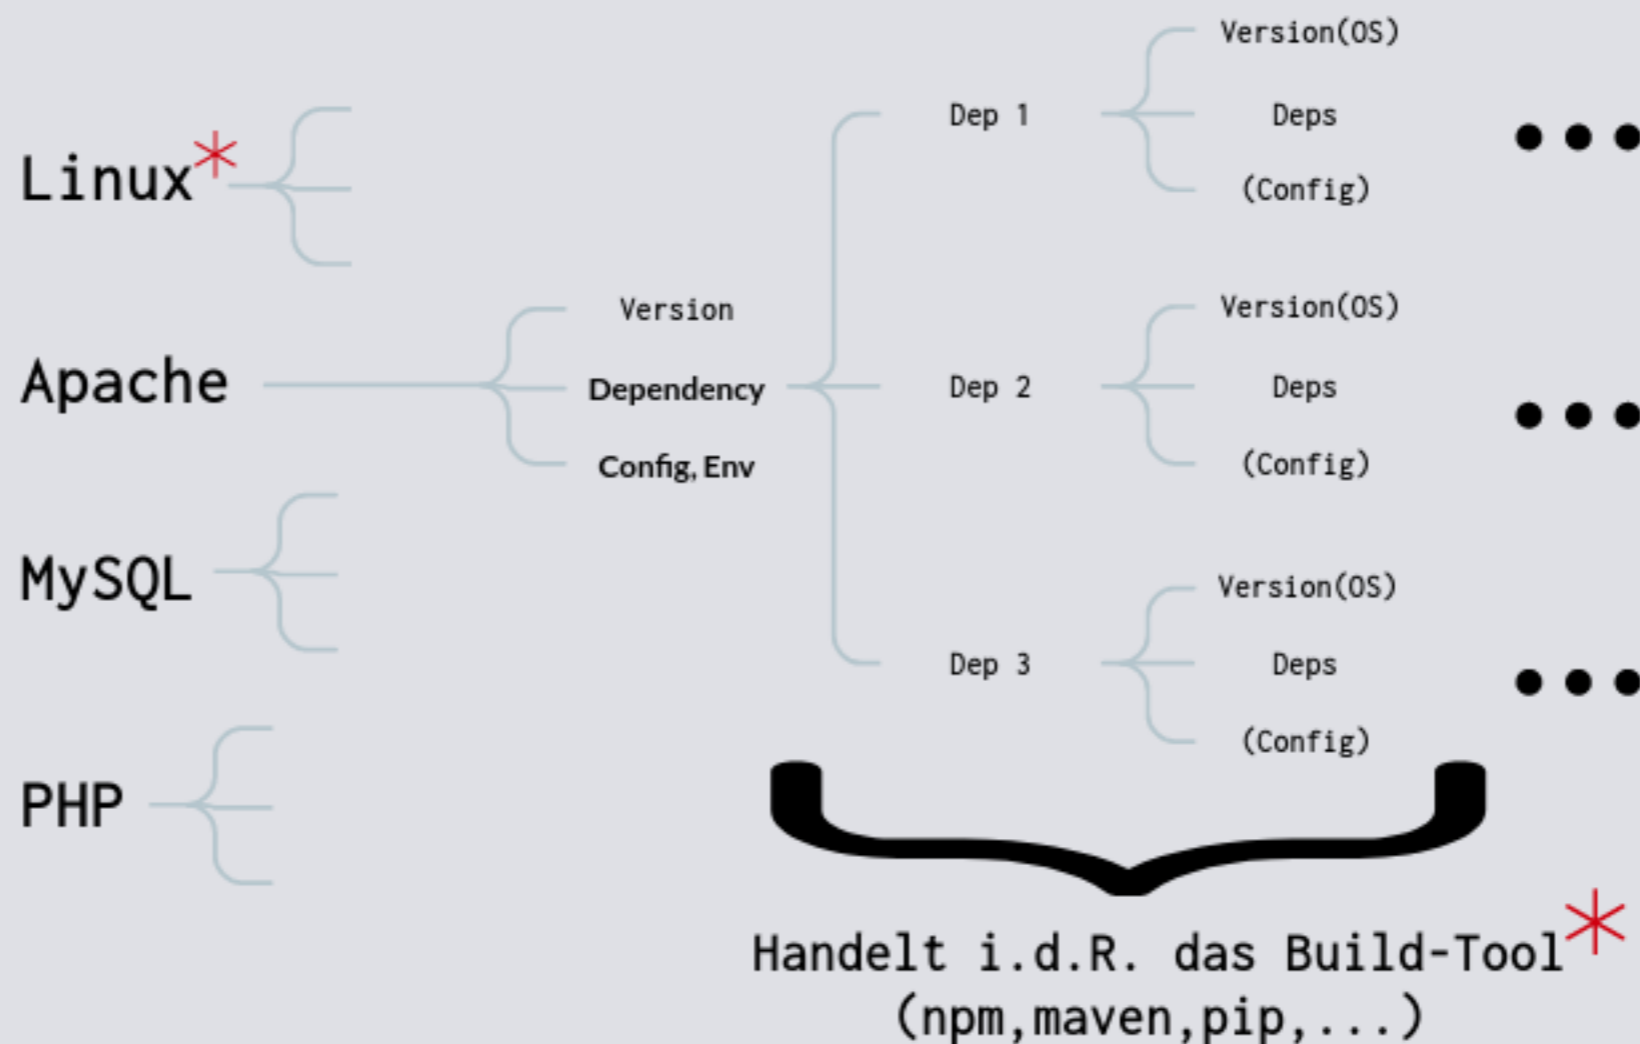 Linux*
Apache
MySQL
PHP
Version
Dependency
Config, Env
Dep 1
Version(OS)
Deps
(Config)
Dep 2
Version(OS)
Deps
(Config)
Dep 3
Version(OS)
Deps
(Config)
Handelt i.d.R. das Build-Tool*
(npm,maven,pip,...)